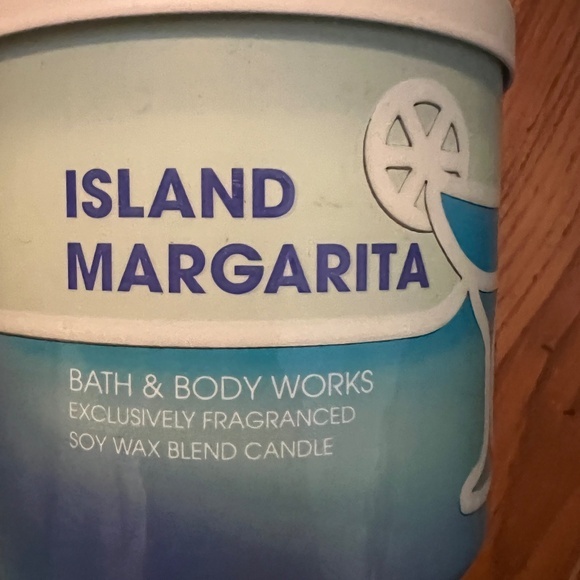 ISLAND
MARGARITA
BATH & BODY WORKS
EXCLUSIVELY FRAGRANCED
SOY WAX BLEND CANDLE